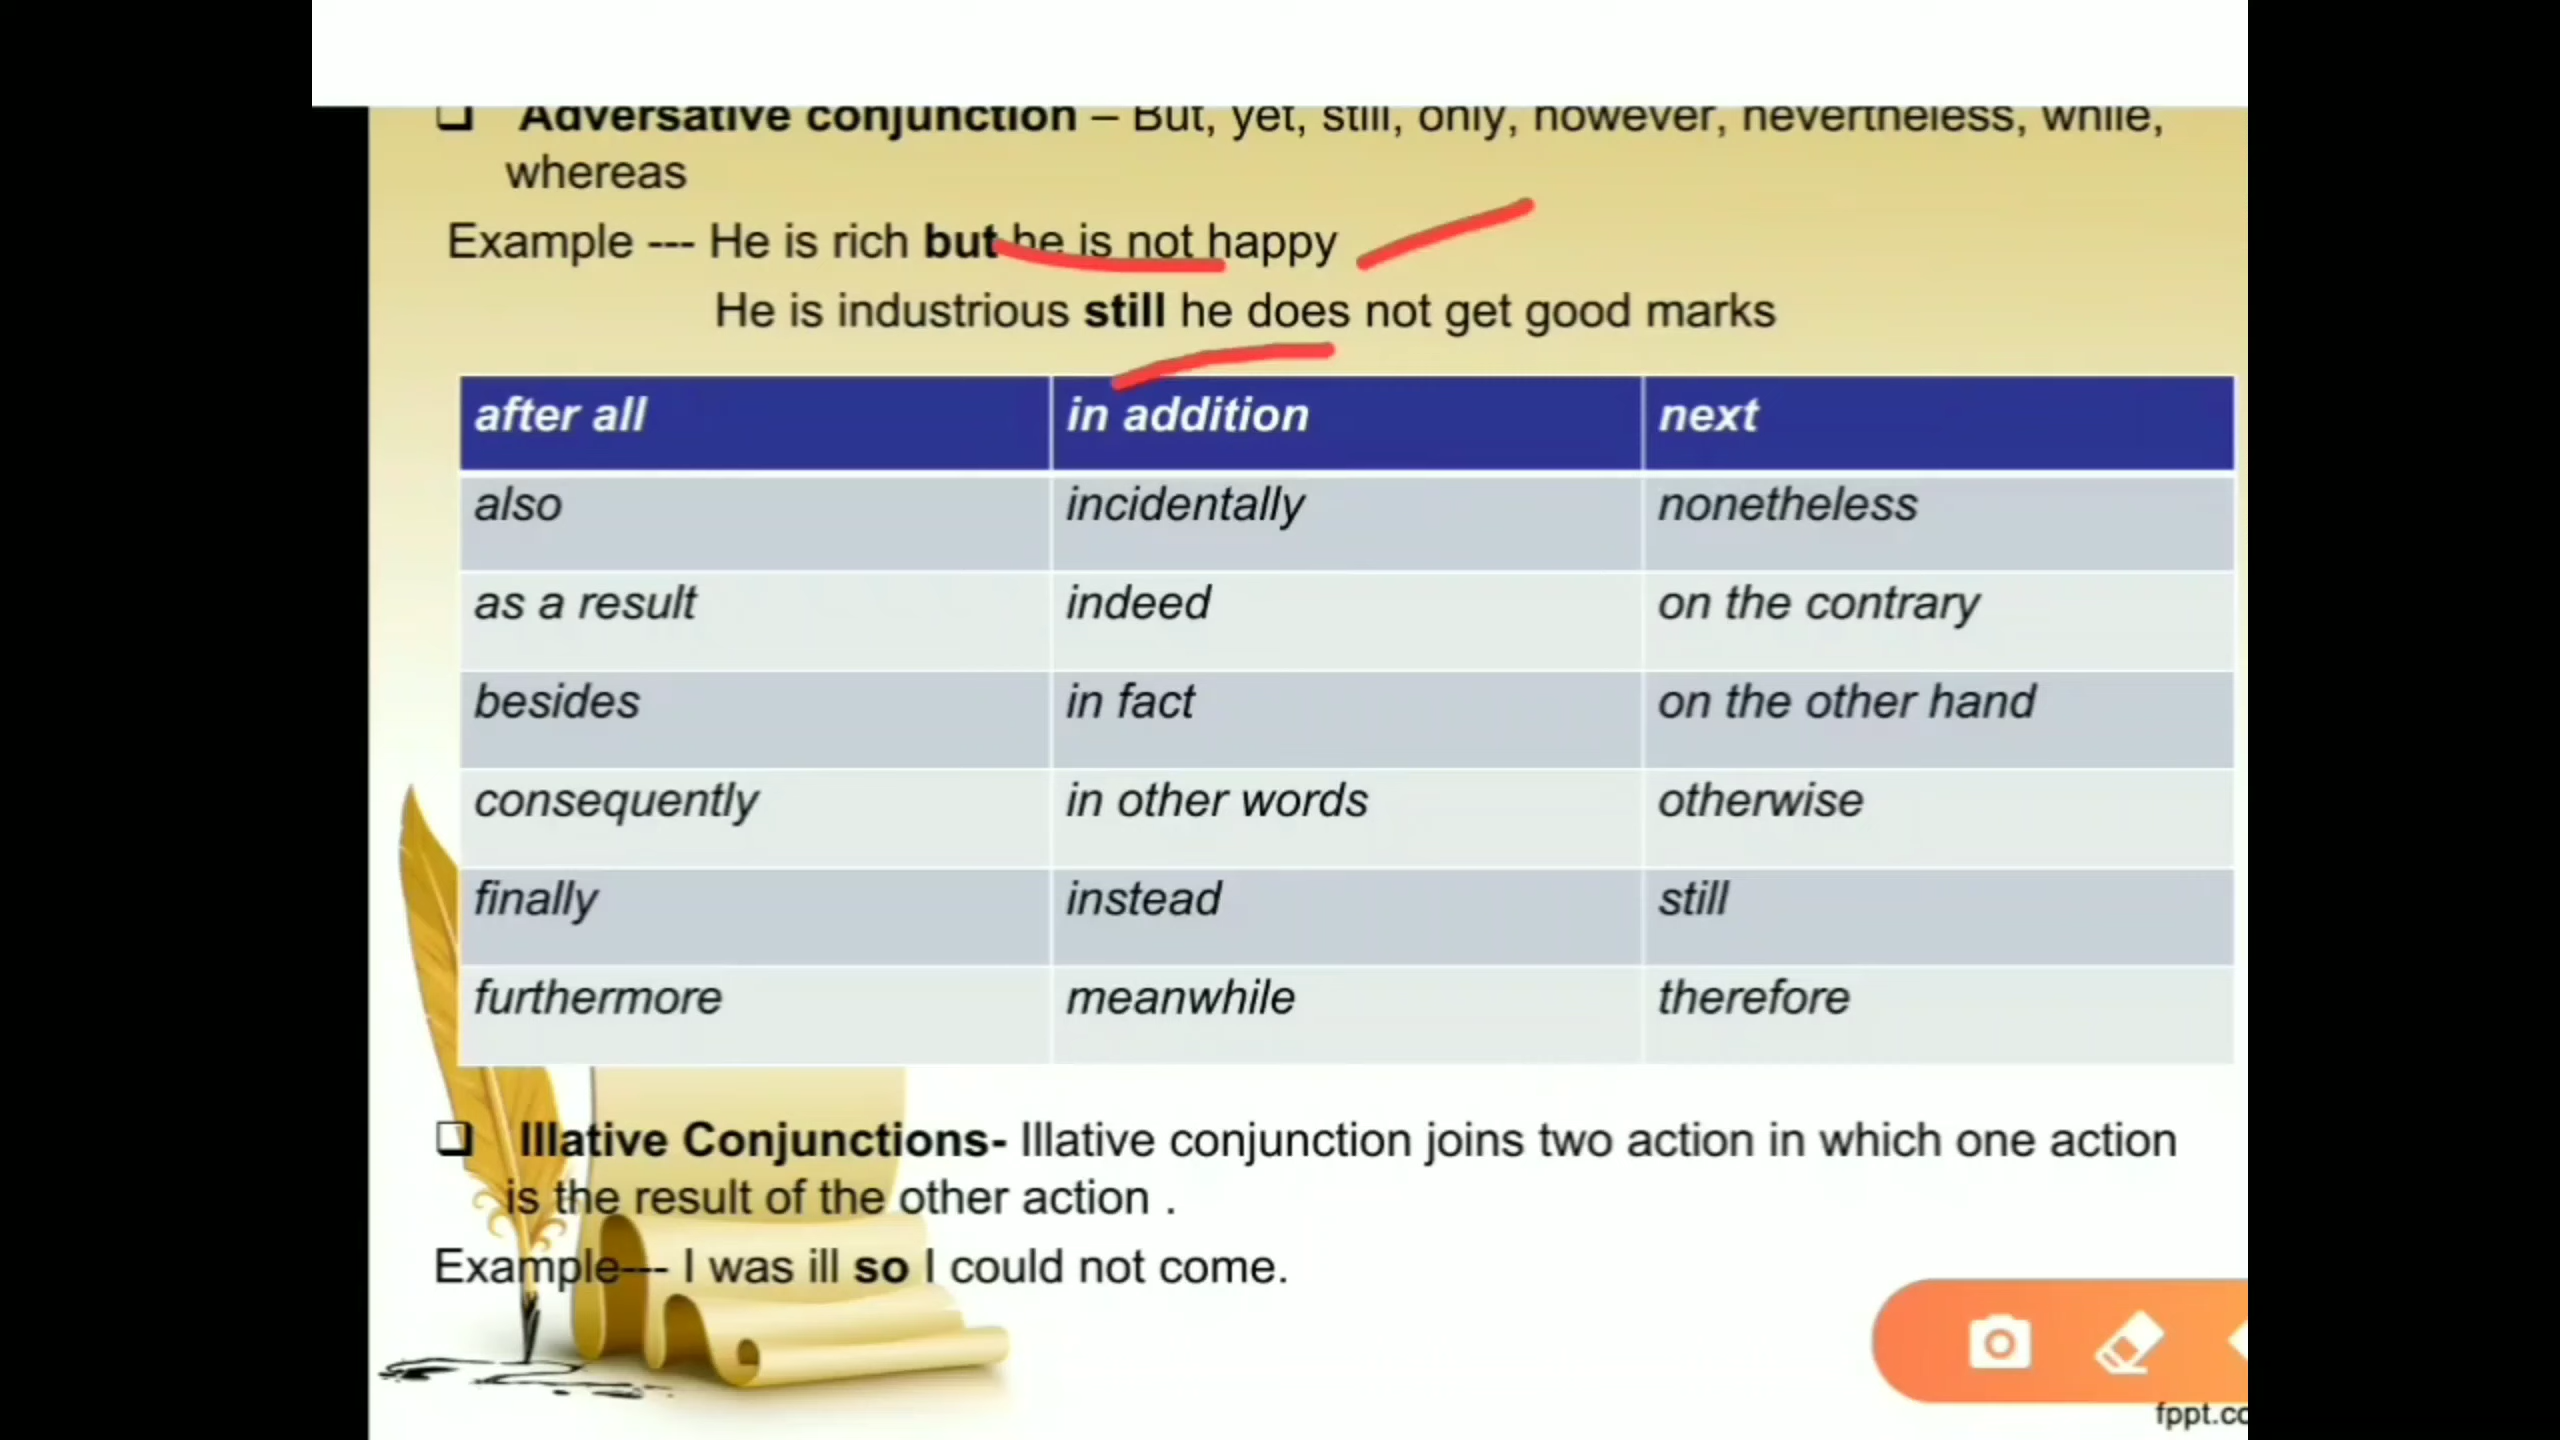 ❑ Adversative conjunction – But, yet, still, only, however, nevertheless, while,
whereas
Example --- He is rich but he is not happy
He is industrious still he does not get good marks
after all in addition next
also incidentally nonetheless
as a result indeed on the contrary
besides in fact on the other hand
consequently in other words otherwise
finally instead still
furthermore meanwhile therefore
❑ Illative Conjunctions- Illative conjunction joins two action in which one action
is the result of the other action .
Example--- I was ill so I could not come.
fppt.co